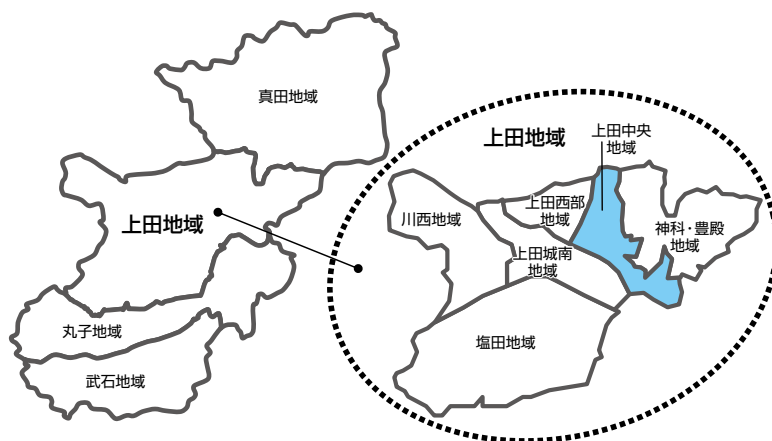 真田地域
上田地域
丸子地域
武石地域
上田地域
上田中央
地域
川西地域
上田西部
地域
神科・豊殿
地域
上田城南
地域
塩田地域